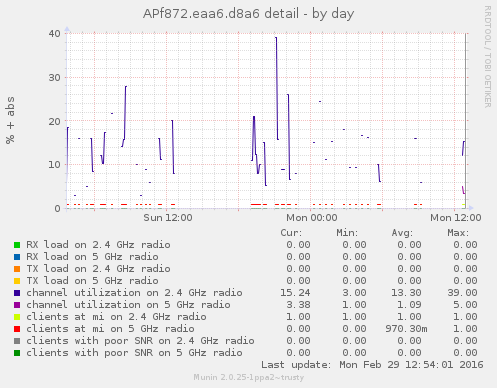 APf872.eaa6.d8a6 detail - by day
RRDTOOL / TOBI OETIKER
% + abs
40
30
20
10
0
Sun 12:00 Mon 00:00 Mon 12:00
Cur: Min: Avg: Max:
RX load on 2.4 GHz radio 0.00 0.00 0.00 0.00
RX load on 5 GHz radio 0.00 0.00 0.00 0.00
TX load on 2.4 GHz radio 0.00 0.00 0.00 0.00
TX load on 5 GHz radio 0.00 0.00 0.00 0.00
channel utilization on 2.4 GHz radio 15.24 3.00 13.30 39.00
channel utilization on 5 GHz radio 3.38 1.00 1.09 5.00
clients at mi on 2.4 GHz radio 1.00 1.00 1.00 1.00
clients at mi on 5 GHz radio 0.00 0.00 970.30m 1.00
clients with poor SNR on 2.4 GHz radio 0.00 0.00 0.00 0.00
clients with poor SNR on 5 GHz radio 0.00 0.00 0.00 0.00
Last update: Mon Feb 29 12:54:01 2016
Munin 2.0.25-1ppa2~trusty